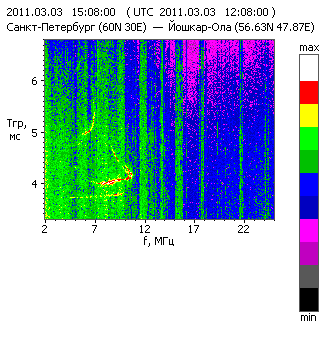 2011.03.03 15:08:00 (UTC 2011.03.03 12:08:00)
Санкт-Петербург (60N 30E) — Йошкар-Ола (56.63N 47.87E)
max
6
Tгр,
мс
5
4
2 7 12 17 22
f, МГц
min